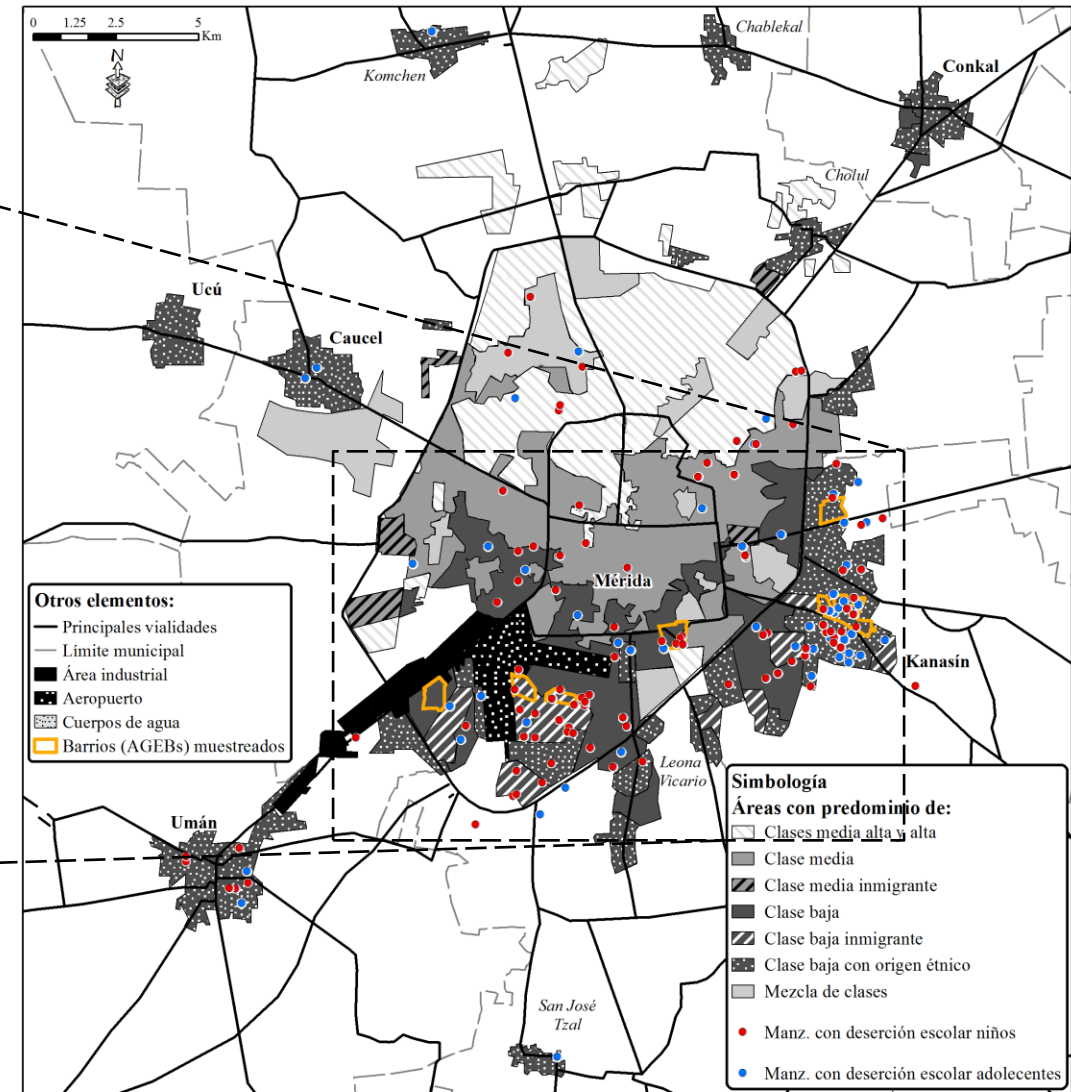 0 1.25 2.5 5
Km
N
Komchen
Chablekal
Conkal
Cholul
Ucú
Caucel
Mérida
Kanasín
Leona
Vicario
Umán
San José
Tzal
Otros elementos:
Principales vialidades
Límite municipal
Área industrial
Aeropuerto
Cuerpos de agua
Barrios (AGEBs) muestreados
Simbología
Áreas con predominio de:
Clases media alta y alta
Clase media
Clase media inmigrante
Clase baja
Clase baja inmigrante
Clase baja con origen étnico
Mezcla de clases
Manz. con deserción escolar niños
Manz. con deserción escolar adolecentes